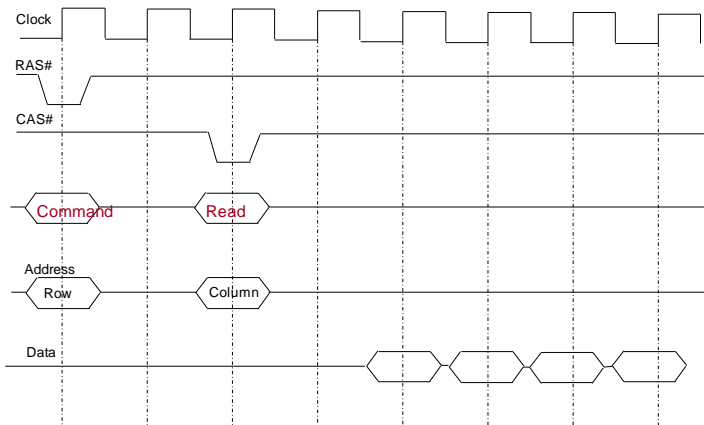 Clock
RAS#
CAS#
Command Read
Address
Row Column
Data